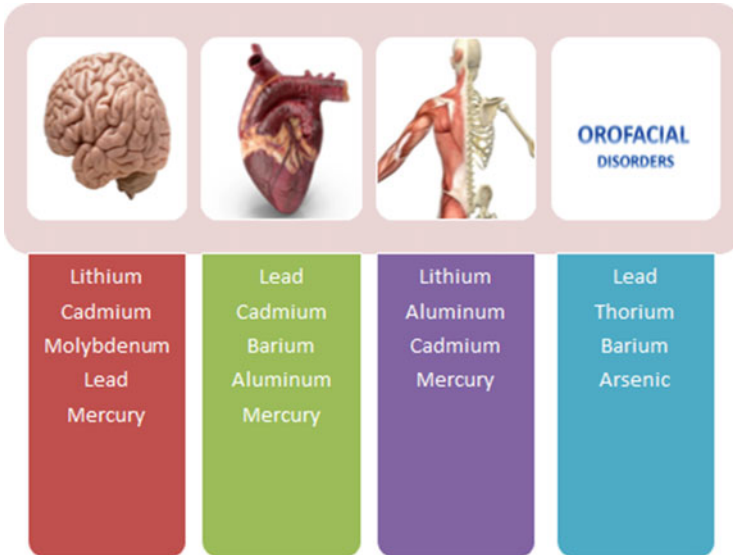 OROFACIAL
DISORDERS
Lithium
Cadmium
Molybdenum
Lead
Mercury
Lead
Cadmium
Barium
Aluminum
Mercury
Lithium
Aluminum
Cadmium
Mercury
Lead
Thorium
Barium
Arsenic